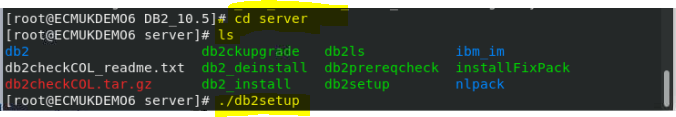 [root@ECMUKDEMO6 DB2_10.5]# cd server
[root@ECMUKDEMO6 server]# ls
db2 db2ckupgrade db2ls ibm_im
db2checkCOL_readme.txt db2_deinstall db2prereqcheck installFixPack
db2checkCOL.tar.gz db2_install db2setup nlpack
[root@ECMUKDEMO6 server]# ./db2setup